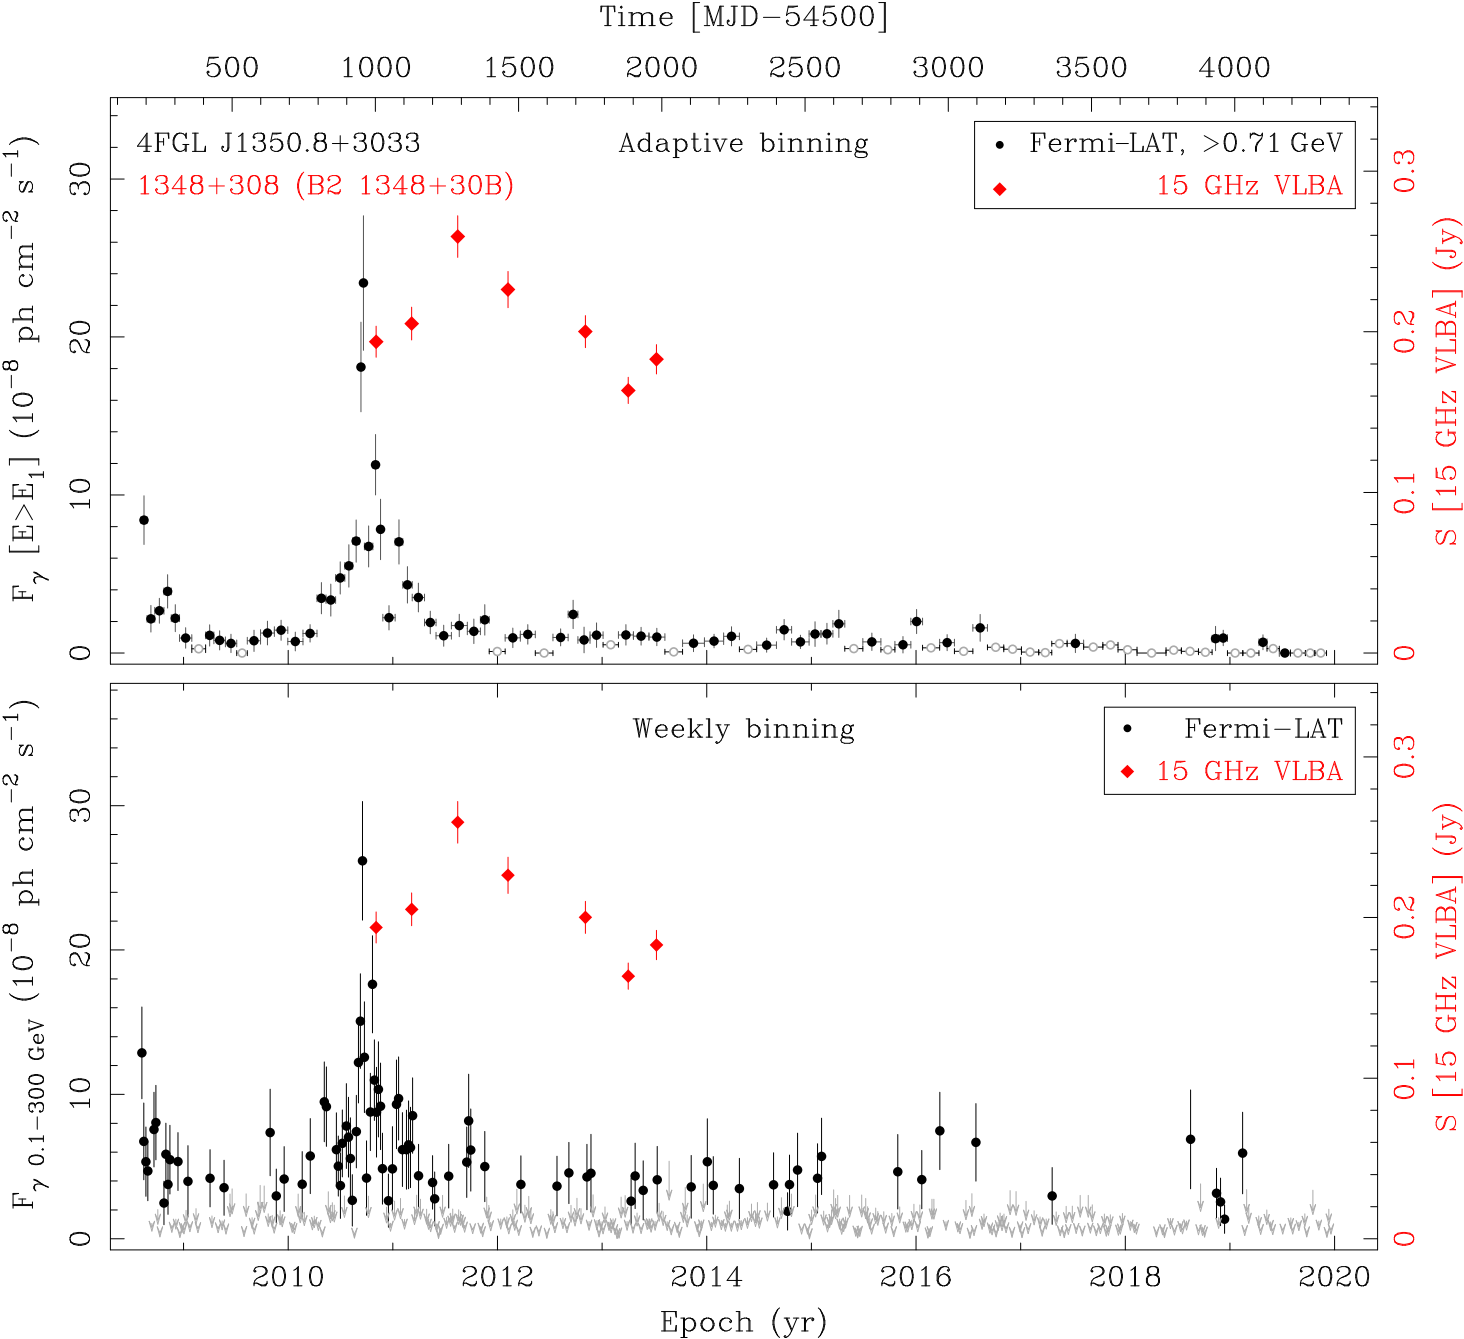 Time [MJD−54500]
500 1000 1500 2000 2500 3000 3500 4000
4FGL J1350.8+3033
1348+308 (B2 1348+30B)
Adaptive binning
Fermi−LAT, >0.71 GeV
15 GHz VLBA
F γ [E>E1] (10−8 ph cm−2 s−1)
30
20
10
0
0.3
0.2
0.1
0
S [15 GHz VLBA] (Jy)
Weekly binning
Fermi−LAT
15 GHz VLBA
F γ 0.1−300 GeV (10−8 ph cm−2 s−1)
30
20
10
0
0.3
0.2
0.1
0
S [15 GHz VLBA] (Jy)
2010 2012 2014 2016 2018 2020
Epoch (yr)